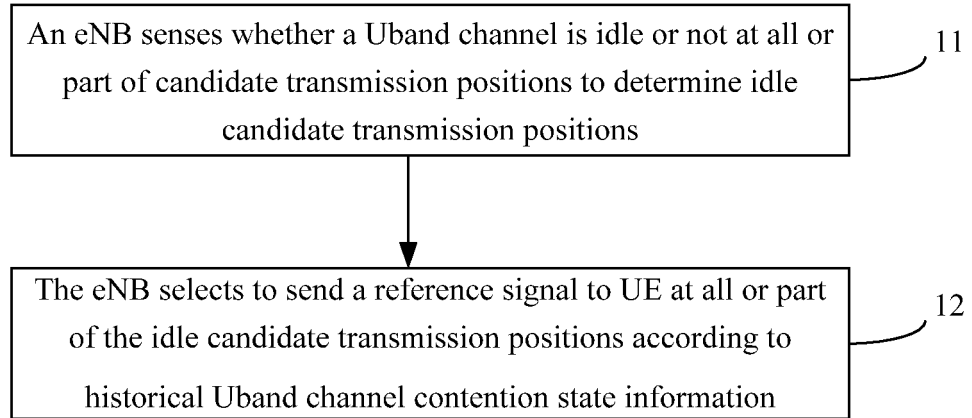 An eNB senses whether a Uband channel is idle or not at all or
part of candidate transmission positions to determine idle
candidate transmission positions
11
The eNB selects to send a reference signal to UE at all or part
of the idle candidate transmission positions according to
historical Uband channel contention state information
12